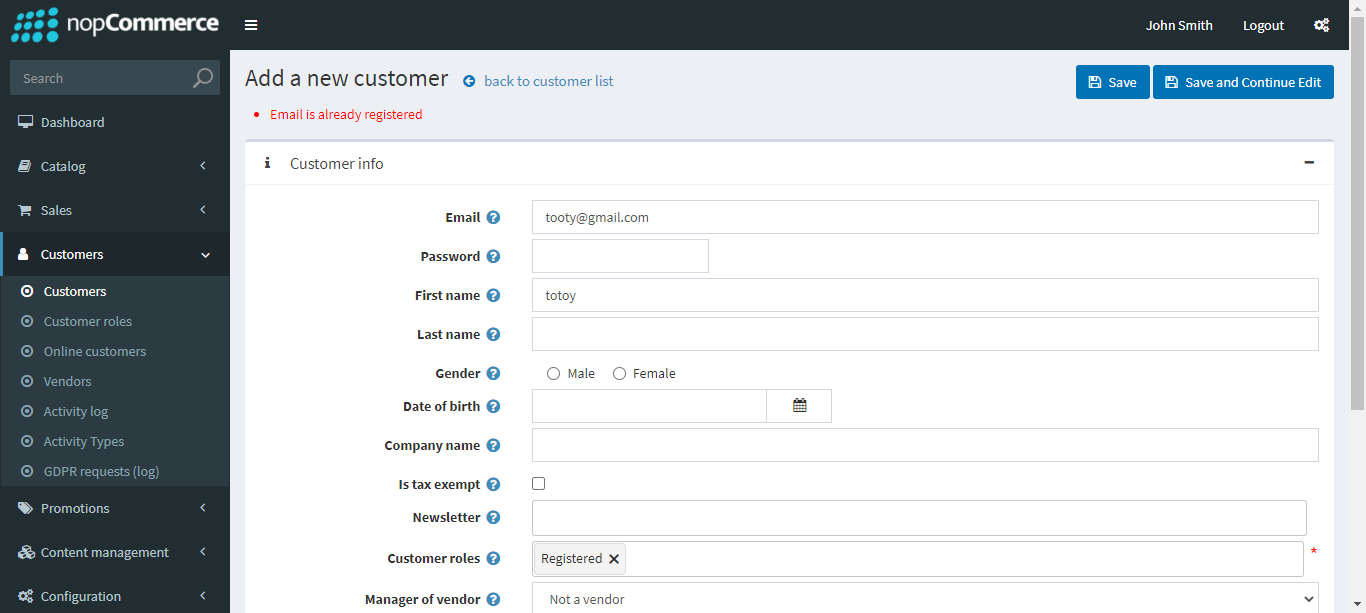 nopCommerce
John Smith
Logout
Search
Dashboard
Catalog
Sales
Customers
Customers
Customer roles
Online customers
Vendors
Activity log
Activity Types
GDPR requests (log)
Promotions
Content management
Configuration
Add a new customer
back to customer list
Save
Save and Continue Edit
Email is already registered
Customer info
Email
tooty@gmail.com
Password
First name
totoy
Last name
Gender
Male
Female
Date of birth
Company name
Is tax exempt
Newsletter
Customer roles
Registered
*
Manager of vendor
Not a vendor